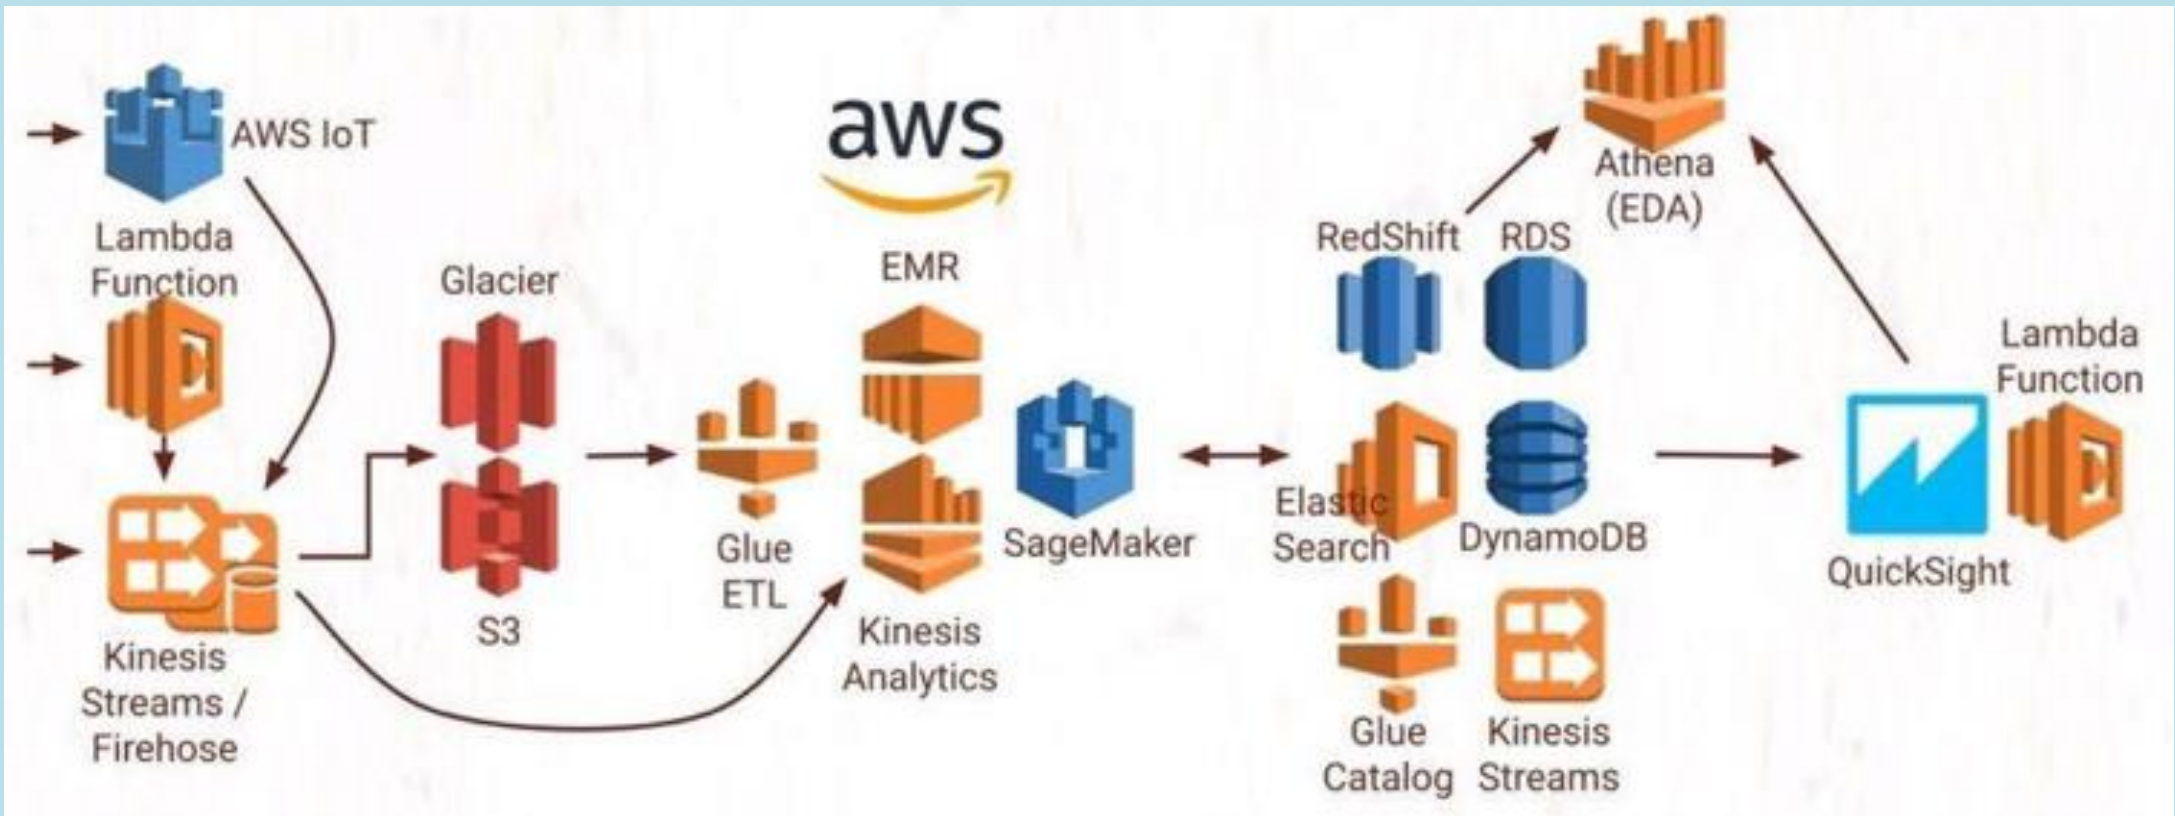 AWS IoT
Lambda
Function
Kinesis
Streams /
Firehose
Glacier
S3
aws
Glue
ETL
EMR
Kinesis
Analytics
SageMaker
RedShift
RDS
Elastic
Search
DynamoDB
Glue
Catalog
Kinesis
Streams
Athena
(EDA)
QuickSight
Lambda
Function